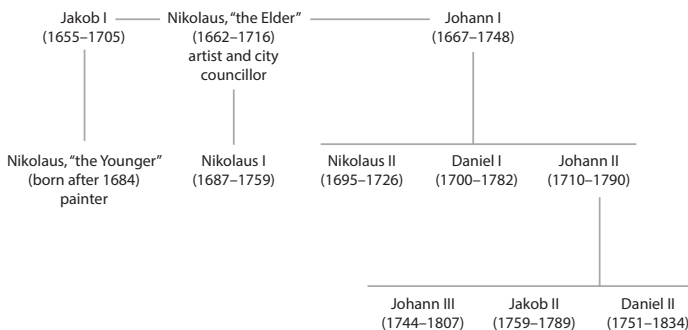 Jakob I
(1655–1705)
Nikolaus, “the Elder”
(1662–1716)
artist and city
councillor
Johann I
(1667–1748)
Nikolaus, “the Younger”
(born after 1684)
painter
Nikolaus I
(1687–1759)
Nikolaus II
(1695–1726)
Daniel I
(1700–1782)
Johann II
(1710–1790)
Johann III
(1744–1807)
Jakob II
(1759–1789)
Daniel II
(1751–1834)